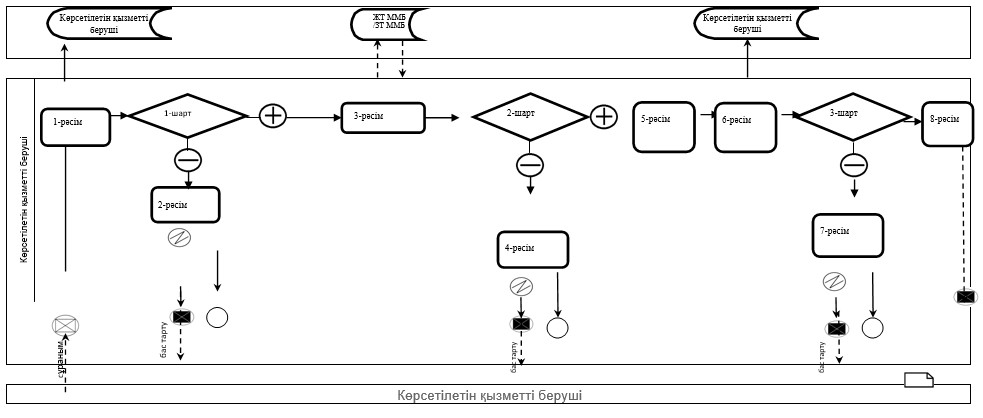 Көрсетілетін қызметті
беруші
ЖТ ММБ
/ЗТ ММБ
Көрсетілетін қызметті
беруші
Көрсетілетін қызметті беруші
1-рәсім
1-шарт
3-рәсім
2-шарт
5-рәсім
6-рәсім
3-шарт
8-рәсім
2-рәсім
4-рәсім
7-рәсім
сұраным
бас тарту
бас тарту
бас тарту
Көрсетілетін қызметті беруші